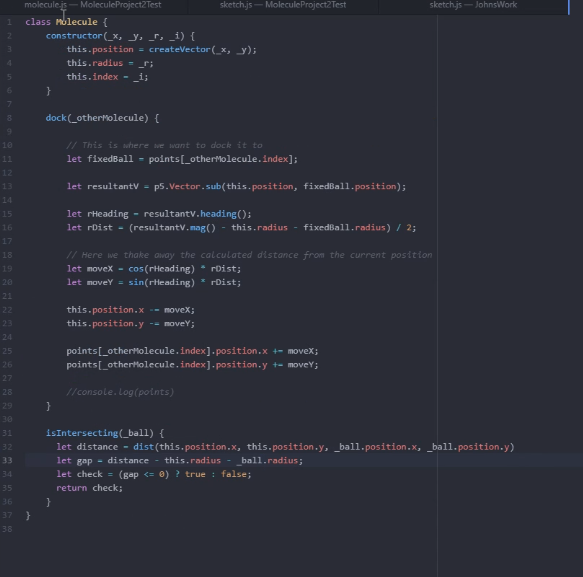 molecule.js — MoleculeProject2Test sketch.js — MoleculeProject2Test sketch.js — JohnsWork
1 class Molecule {
2 constructor(_x, _y, _r, _i) {
3 this.position = createVector(_x, _y);
4 this.radius = _r;
5 this.index = _i;
6 }
7
8 dock(_otherMolecule) {
9
10 // This is where we want to dock it to
11 let fixedBall = points[_otherMolecule.index];
12
13 let resultantV = p5.Vector.sub(this.position, fixedBall.position);
14
15 let rHeading = resultantV.heading();
16 let rDist = (resultantV.mag() - this.radius - fixedBall.radius) / 2;
17
18 // Here we thake away the calculated distance from the current position
19 let moveX = cos(rHeading) * rDist;
20 let moveY = sin(rHeading) * rDist;
21
22 this.position.x -= moveX;
23 this.position.y -= moveY;
24
25 points[_otherMolecule.index].position.x += moveX;
26 points[_otherMolecule.index].position.y += moveY;
27
28 //console.log(points)
29 }
30
31 isIntersecting(_ball) {
32 let distance = dist(this.position.x, this.position.y, _ball.position.x, _ball.position.y)
33 let gap = distance - this.radius - _ball.radius;
34 let check = (gap <= 0) ? true : false;
35 return check;
36 }
37 }
38